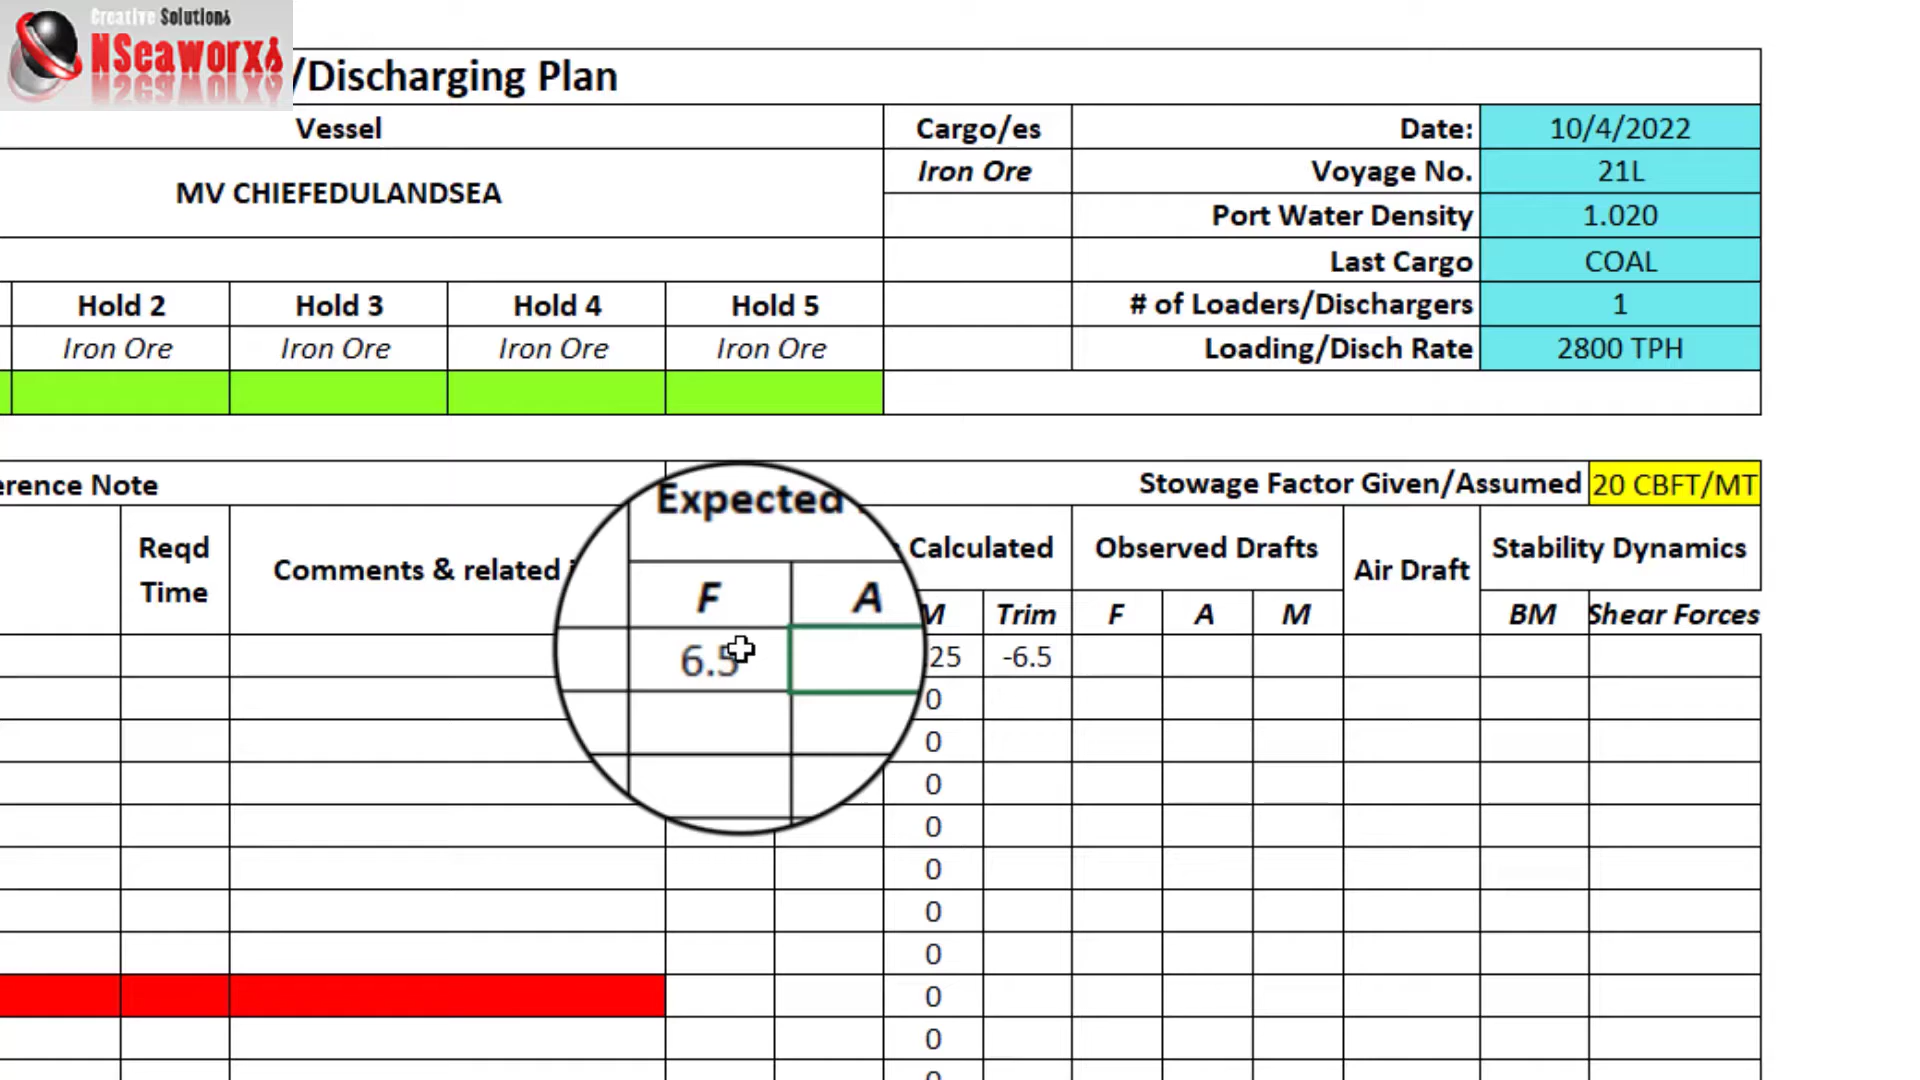 Creative Solutions
NSeaworx
/Discharging Plan
Vessel Cargo/es Date: 10/4/2022
MV CHIEFEDULANDSEA Iron Ore Voyage No. 21L
Port Water Density 1.020
Last Cargo COAL
Hold 2 Hold 3 Hold 4 Hold 5 # of Loaders/Dischargers 1
Iron Ore Iron Ore Iron Ore Iron Ore Loading/Disch Rate 2800 TPH
erence Note Expected Stowage Factor Given/Assumed 20 CBFT/MT
Reqd Time Comments & related Calculated Observed Drafts Air Draft Stability Dynamics
F A M Trim F A M BM Shear Forces
6.5 25 -6.5
0
0
0
0
0
0
0
0
0